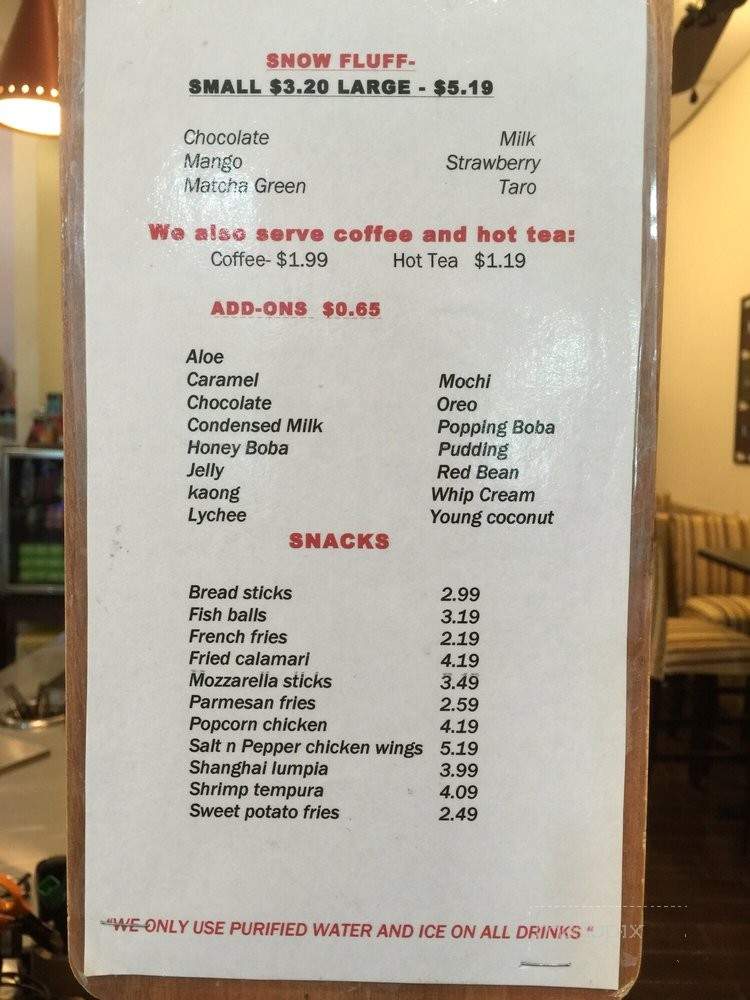 SNOW FLUFF-
SMALL $3.20 LARGE - $5.19
Chocolate Milk
Mango Strawberry
Matcha Green Taro
We also serve coffee and hot tea:
Coffee- $1.99 Hot Tea $1.19
ADD-ONS $0.65
Aloe
Caramel Mochi
Chocolate Oreo
Condensed Milk Popping Boba
Honey Boba Pudding
Jelly Red Bean
kaong Whip Cream
Lychee Young coconut
SNACKS
Bread sticks 2.99
Fish balls 3.19
French fries 2.19
Fried calamari 4.19
Mozzarella sticks 3.49
Parmesan fries 2.59
Popcorn chicken 4.19
Salt n Pepper chicken wings 5.19
Shanghai lumpia 3.99
Shrimp tempura 4.09
Sweet potato fries 2.49
"WE ONLY USE PURIFIED WATER AND ICE ON ALL DRINKS "